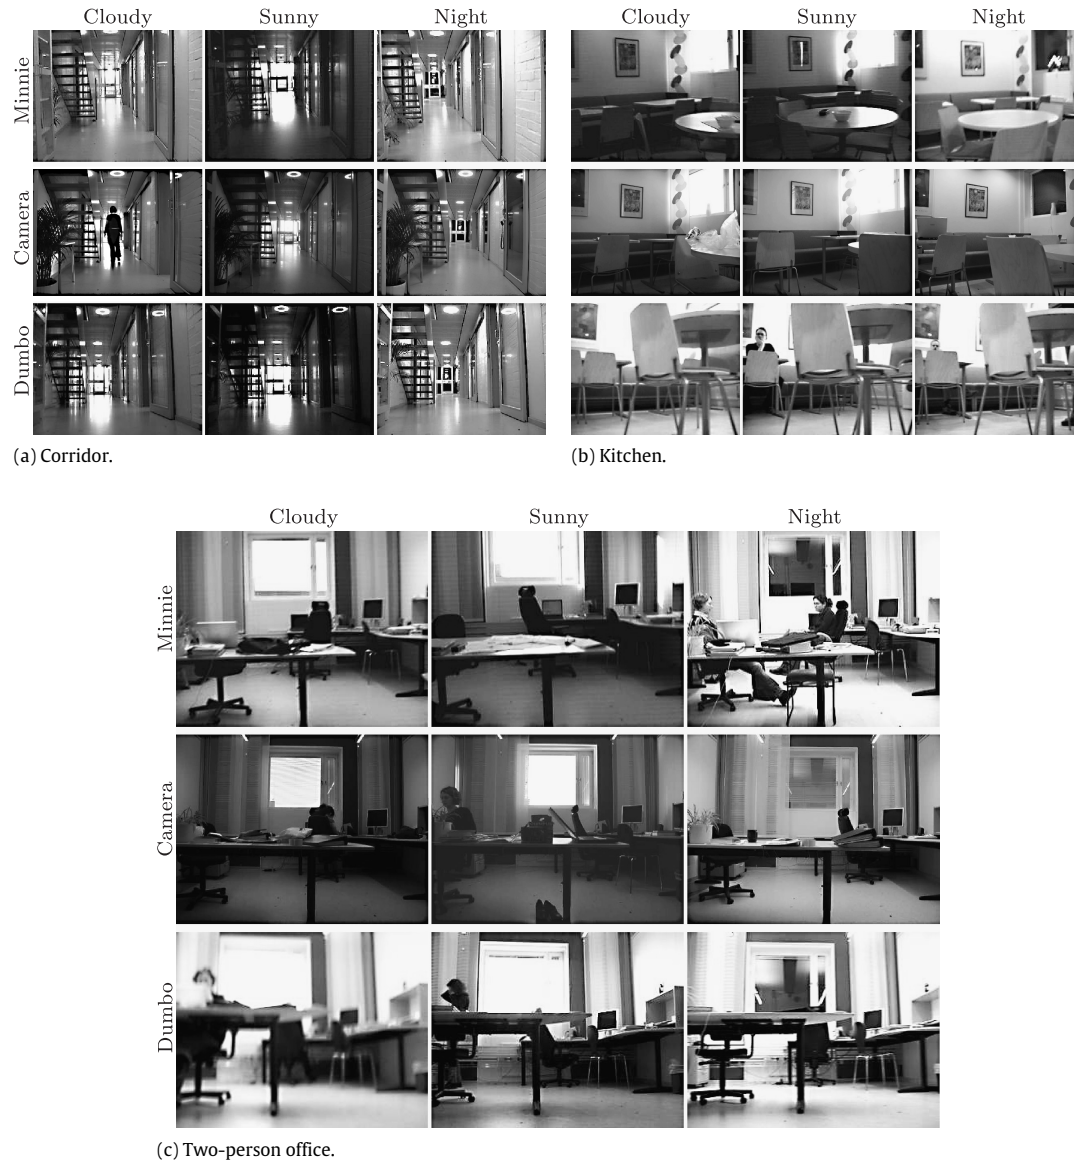 Cloudy Sunny Night
Minnie
Camera
Dumbo
(a) Corridor.
Cloudy Sunny Night
(b) Kitchen.
Cloudy Sunny Night
Minnie
Camera
Dumbo
(c) Two-person office.